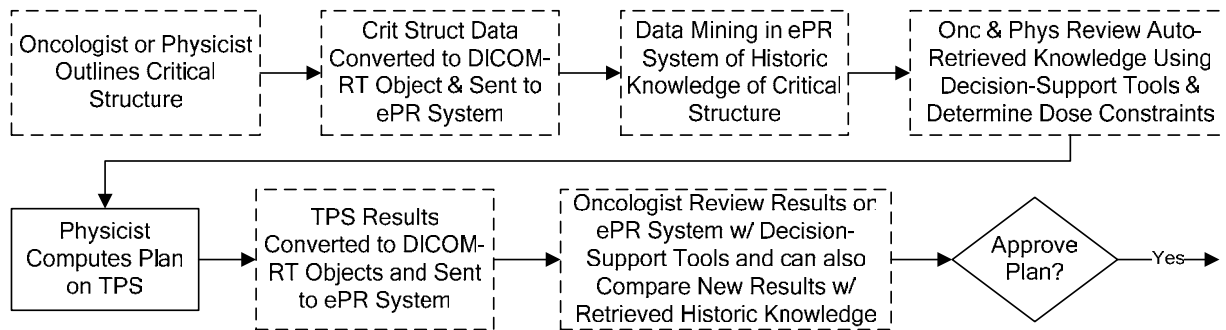 Oncologist or Physicist
Outlines Critical
Structure
Crit Struct Data
Converted to DICOM-
RT Object & Sent to
ePR System
Data Mining in ePR
System of Historic
Knowledge of Critical
Structure
Onc & Phys Review Auto-
Retrieved Knowledge Using
Decision-Support Tools &
Determine Dose Constraints
Physicist
Computes Plan
on TPS
TPS Results
Converted to DICOM-
RT Objects and Sent
to ePR System
Oncologist Review Results on
ePR System w/ Decision-
Support Tools and can also
Compare New Results w/
Retrieved Historic Knowledge
Approve
Plan?
Yes